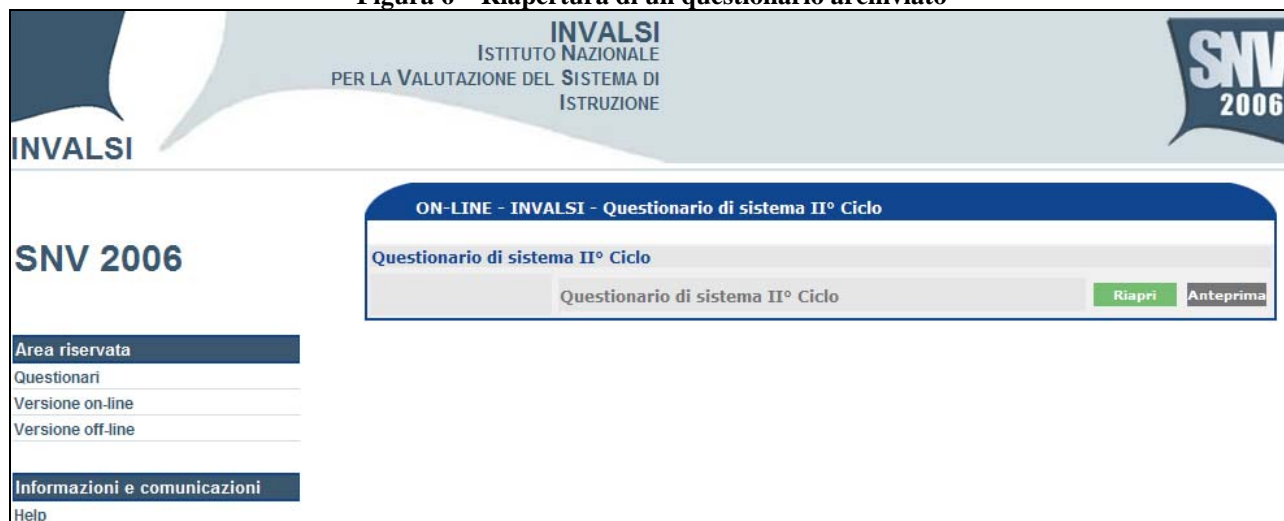 Figura 6 – Riapertura di un questionario archiviato
INVALSI
ISTITUTO NAZIONALE
PER LA VALUTAZIONE DEL SISTEMA DI
ISTRUZIONE
SNV
2006
INVALSI
ON-LINE - INVALSI - Questionario di sistema II° Ciclo
SNV 2006
Questionario di sistema II° Ciclo
Questionario di sistema II° Ciclo
Riapri
Anteprima
Area riservata
Questionari
Versione on-line
Versione off-line
Informazioni e comunicazioni
Help